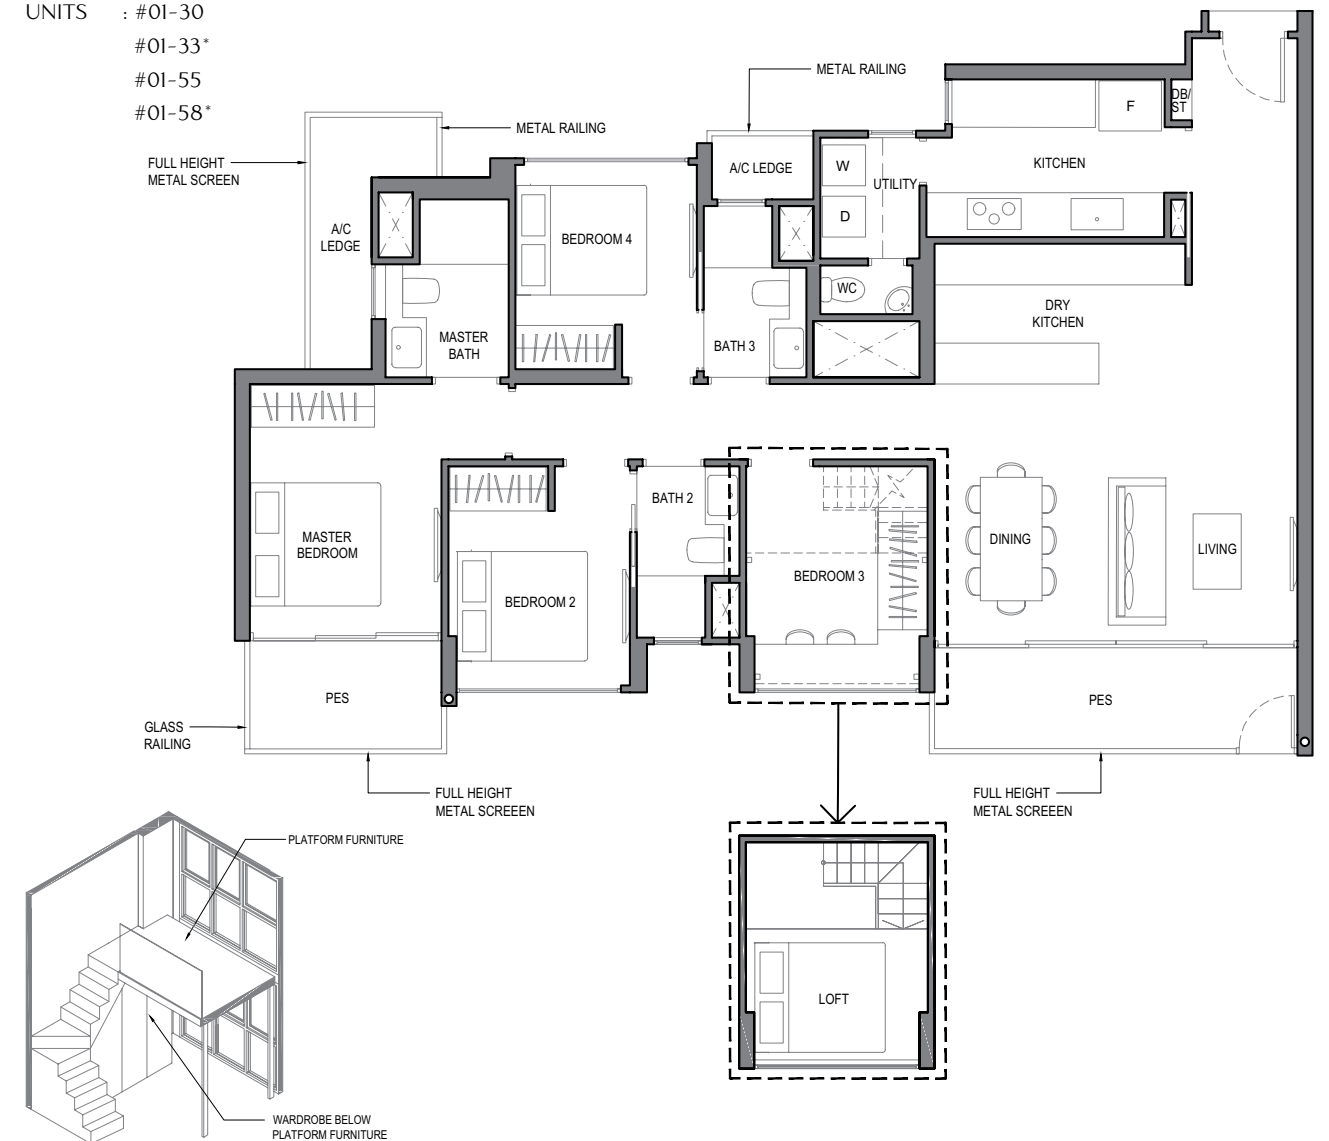 UNITS : #01-30
#01-33*
#01-55
#01-58*
METAL RAILING
METAL RAILING
FULL HEIGHT
METAL SCREEN
A/C
LEDGE
BEDROOM 4
A/C LEDGE
W
D
UTILITY
F
DB/
ST
KITCHEN
WC
DRY
KITCHEN
MASTER
BATH
BATH 3
MASTER
BEDROOM
BEDROOM 2
BATH 2
BEDROOM 3
DINING
LIVING
PES
PES
GLASS
RAILING
FULL HEIGHT
METAL SCREEEN
FULL HEIGHT
METAL SCREEEN
PLATFORM FURNITURE
LOFT
WARDROBE BELOW
PLATFORM FURNITURE